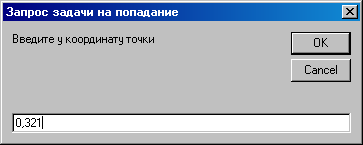 Запрос задачи на попадание
Введите y координату точки
OK
Cancel
0,321